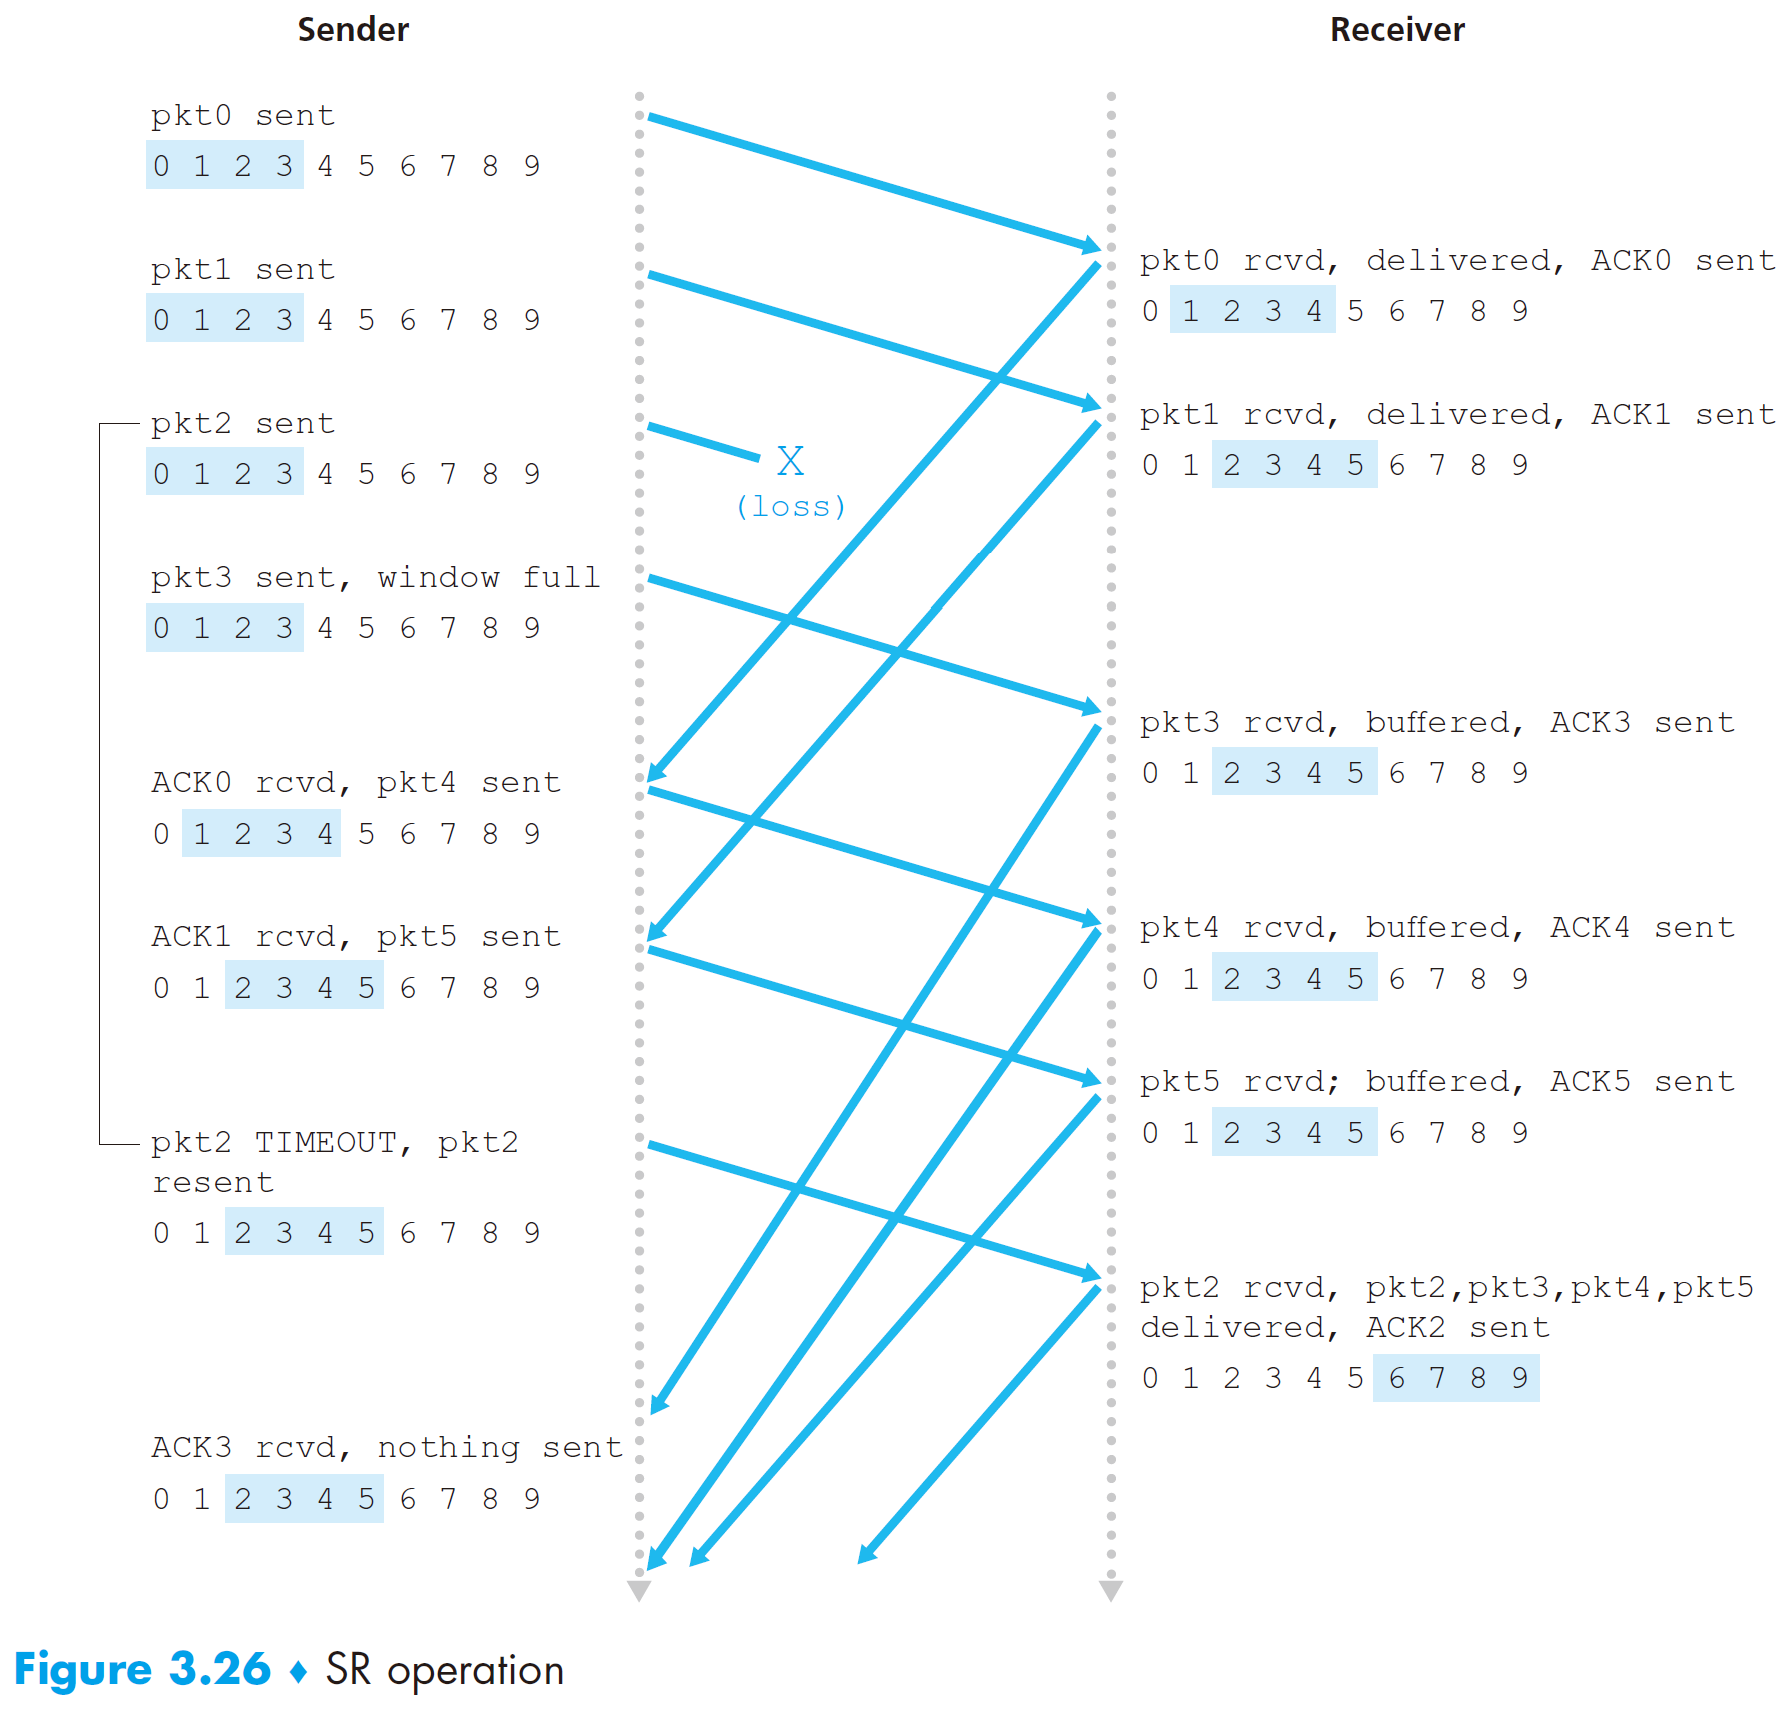 Sender
Receiver
pkt0 sent
0 1 2 3 4 5 6 7 8 9
pkt0 rcvd, delivered, ACK0 sent
0 1 2 3 4 5 6 7 8 9
pkt1 sent
0 1 2 3 4 5 6 7 8 9
pkt1 rcvd, delivered, ACK1 sent
0 1 2 3 4 5 6 7 8 9
pkt2 sent
0 1 2 3 4 5 6 7 8 9
X
(loss)
pkt3 sent, window full
0 1 2 3 4 5 6 7 8 9
pkt3 rcvd, buffered, ACK3 sent
0 1 2 3 4 5 6 7 8 9
ACK0 rcvd, pkt4 sent
0 1 2 3 4 5 6 7 8 9
pkt4 rcvd, buffered, ACK4 sent
0 1 2 3 4 5 6 7 8 9
ACK1 rcvd, pkt5 sent
0 1 2 3 4 5 6 7 8 9
pkt5 rcvd; buffered, ACK5 sent
0 1 2 3 4 5 6 7 8 9
pkt2 TIMEOUT, pkt2
resent
0 1 2 3 4 5 6 7 8 9
pkt2 rcvd, pkt2,pkt3,pkt4,pkt5
delivered, ACK2 sent
0 1 2 3 4 5 6 7 8 9
ACK3 rcvd, nothing sent
0 1 2 3 4 5 6 7 8 9
Figure 3.26 ♦ SR operation